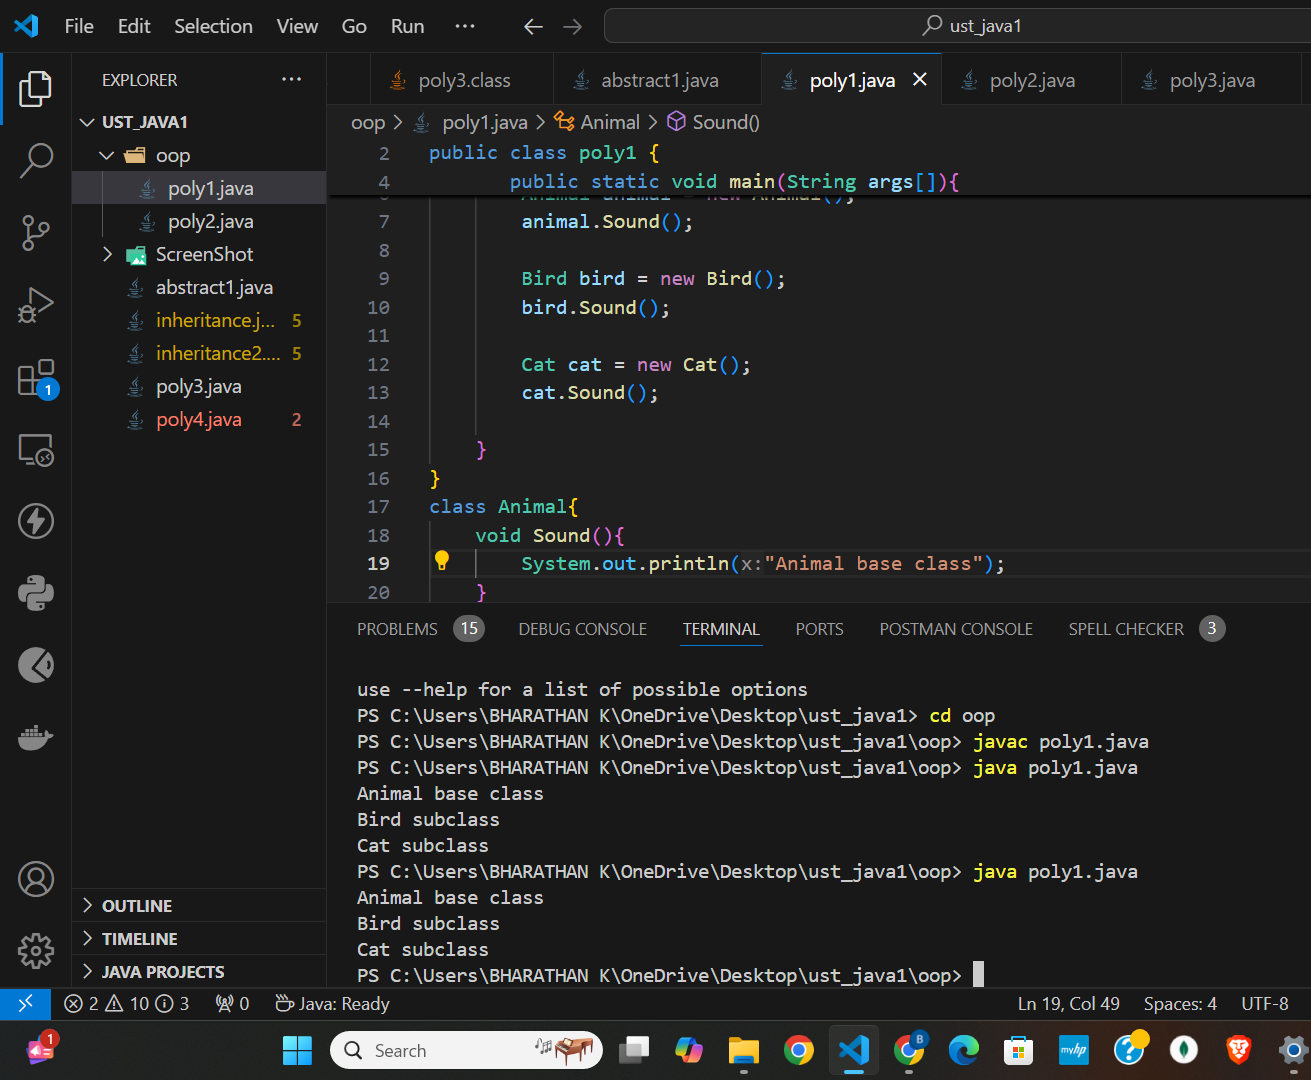 File Edit Selection View Go Run ··· ust_java1
EXPLORER ···
UST_JAVA1
oop
poly1.java
poly2.java
ScreenShot
abstract1.java
inheritance.j... 5
inheritance2.... 5
poly3.java
poly4.java 2
OUTLINE
TIMELINE
JAVA PROJECTS
1
poly3.class abstract1.java poly1.java poly2.java poly3.java
oop > poly1.java > Animal > Sound()
2 public class poly1 {
4 public static void main(String args[]){
Animal animal = new Animal();
7 animal.Sound();
8
9 Bird bird = new Bird();
10 bird.Sound();
11
12 Cat cat = new Cat();
13 cat.Sound();
14
15 }
16 }
17 class Animal{
18 void Sound(){
19 System.out.println(x:"Animal base class");
20 }
PROBLEMS 15 DEBUG CONSOLE TERMINAL PORTS POSTMAN CONSOLE SPELL CHECKER 3
use --help for a list of possible options
PS C:\Users\BHARATHAN K\OneDrive\Desktop\ust_java1> cd oop
PS C:\Users\BHARATHAN K\OneDrive\Desktop\ust_java1\oop> javac poly1.java
PS C:\Users\BHARATHAN K\OneDrive\Desktop\ust_java1\oop> java poly1.java
Animal base class
Bird subclass
Cat subclass
PS C:\Users\BHARATHAN K\OneDrive\Desktop\ust_java1\oop> java poly1.java
Animal base class
Bird subclass
Cat subclass
PS C:\Users\BHARATHAN K\OneDrive\Desktop\ust_java1\oop>
2 10 3 0 Java: Ready Ln 19, Col 49 Spaces: 4 UTF-8
1 Search B myhp ?